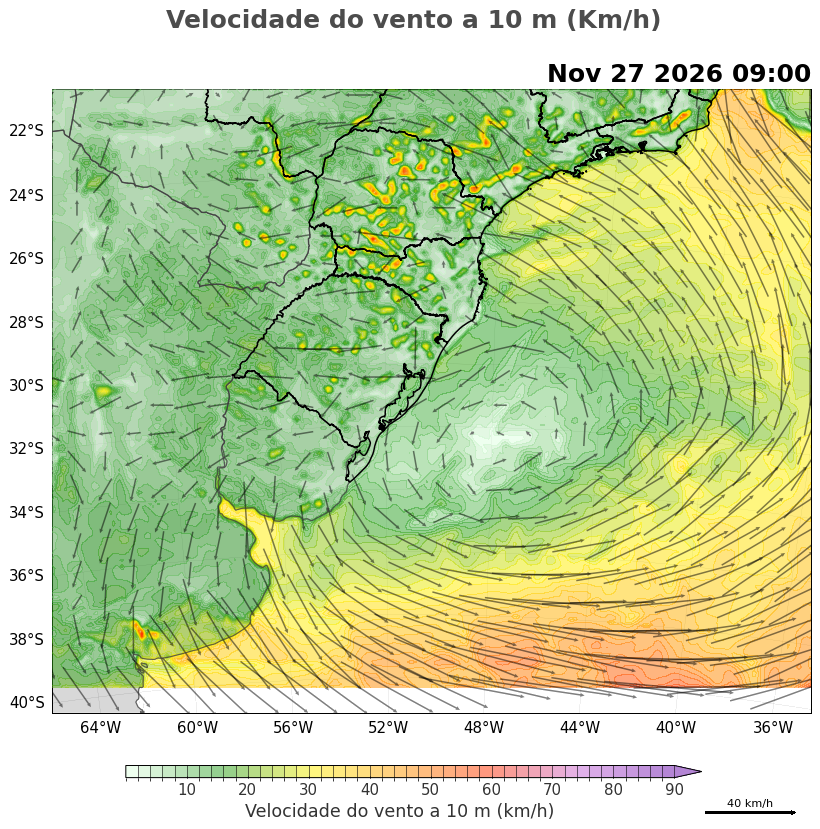 Velocidade do vento a 10 m (Km/h)
Nov 27 2026 09:00
22°S
24°S
26°S
28°S
30°S
32°S
34°S
36°S
38°S
40°S
64°W 60°W 56°W 52°W 48°W 44°W 40°W 36°W
10 20 30 40 50 60 70 80 90
Velocidade do vento a 10 m (km/h)
40 km/h